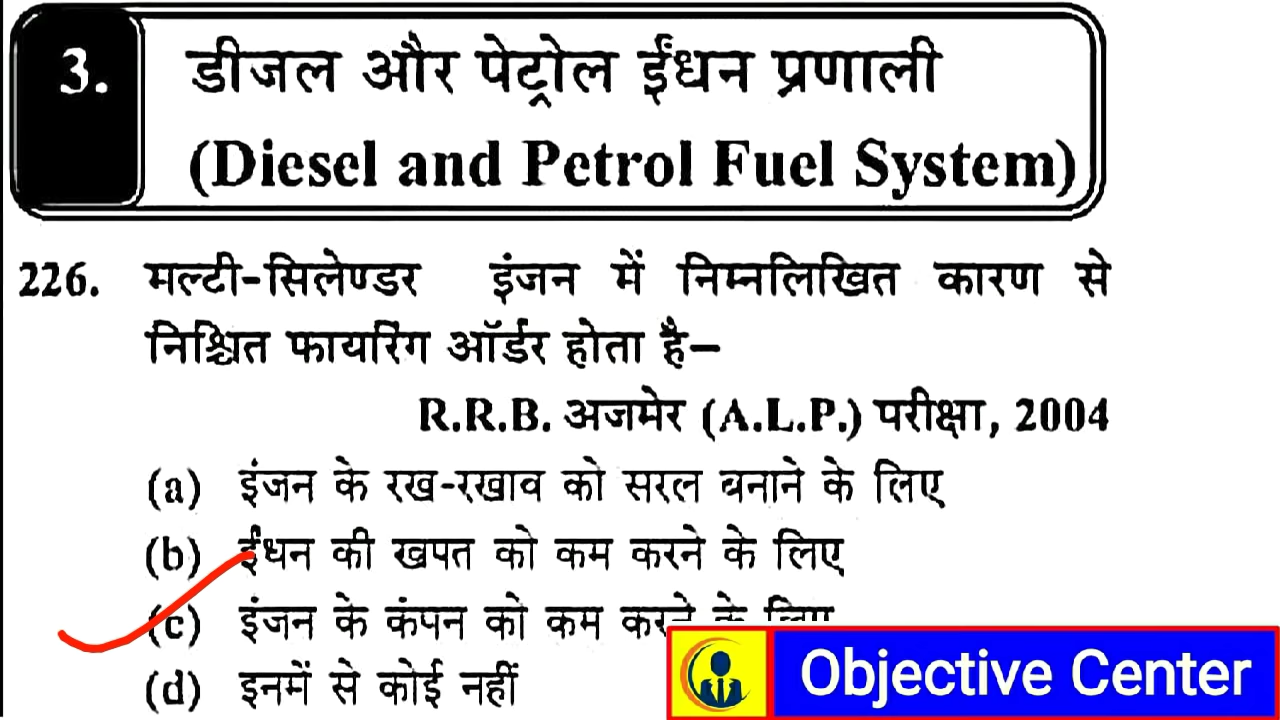 3.
डीजल और पेट्रोल ईंधन प्रणाली
(Diesel and Petrol Fuel System)
226. मल्टी-सिलेण्डर इंजन में निम्नलिखित कारण से
निश्चित फायरिंग ऑर्डर होता है–
R.R.B. अजमेर (A.L.P.) परीक्षा, 2004
(a) इंजन के रख-रखाव को सरल बनाने के लिए
(b) ईंधन की खपत को कम करने के लिए
(c) इंजन के कंपन को कम करने के लिए
(d) इनमें से कोई नहीं
Objective Center